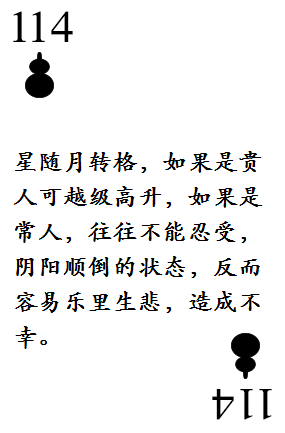 114
星随月转格，如果是贵
人可越级高升，如果是
常人，往往不能忍受，
阴阳顺倒的状态，反而
容易乐里生悲，造成不
幸。
114